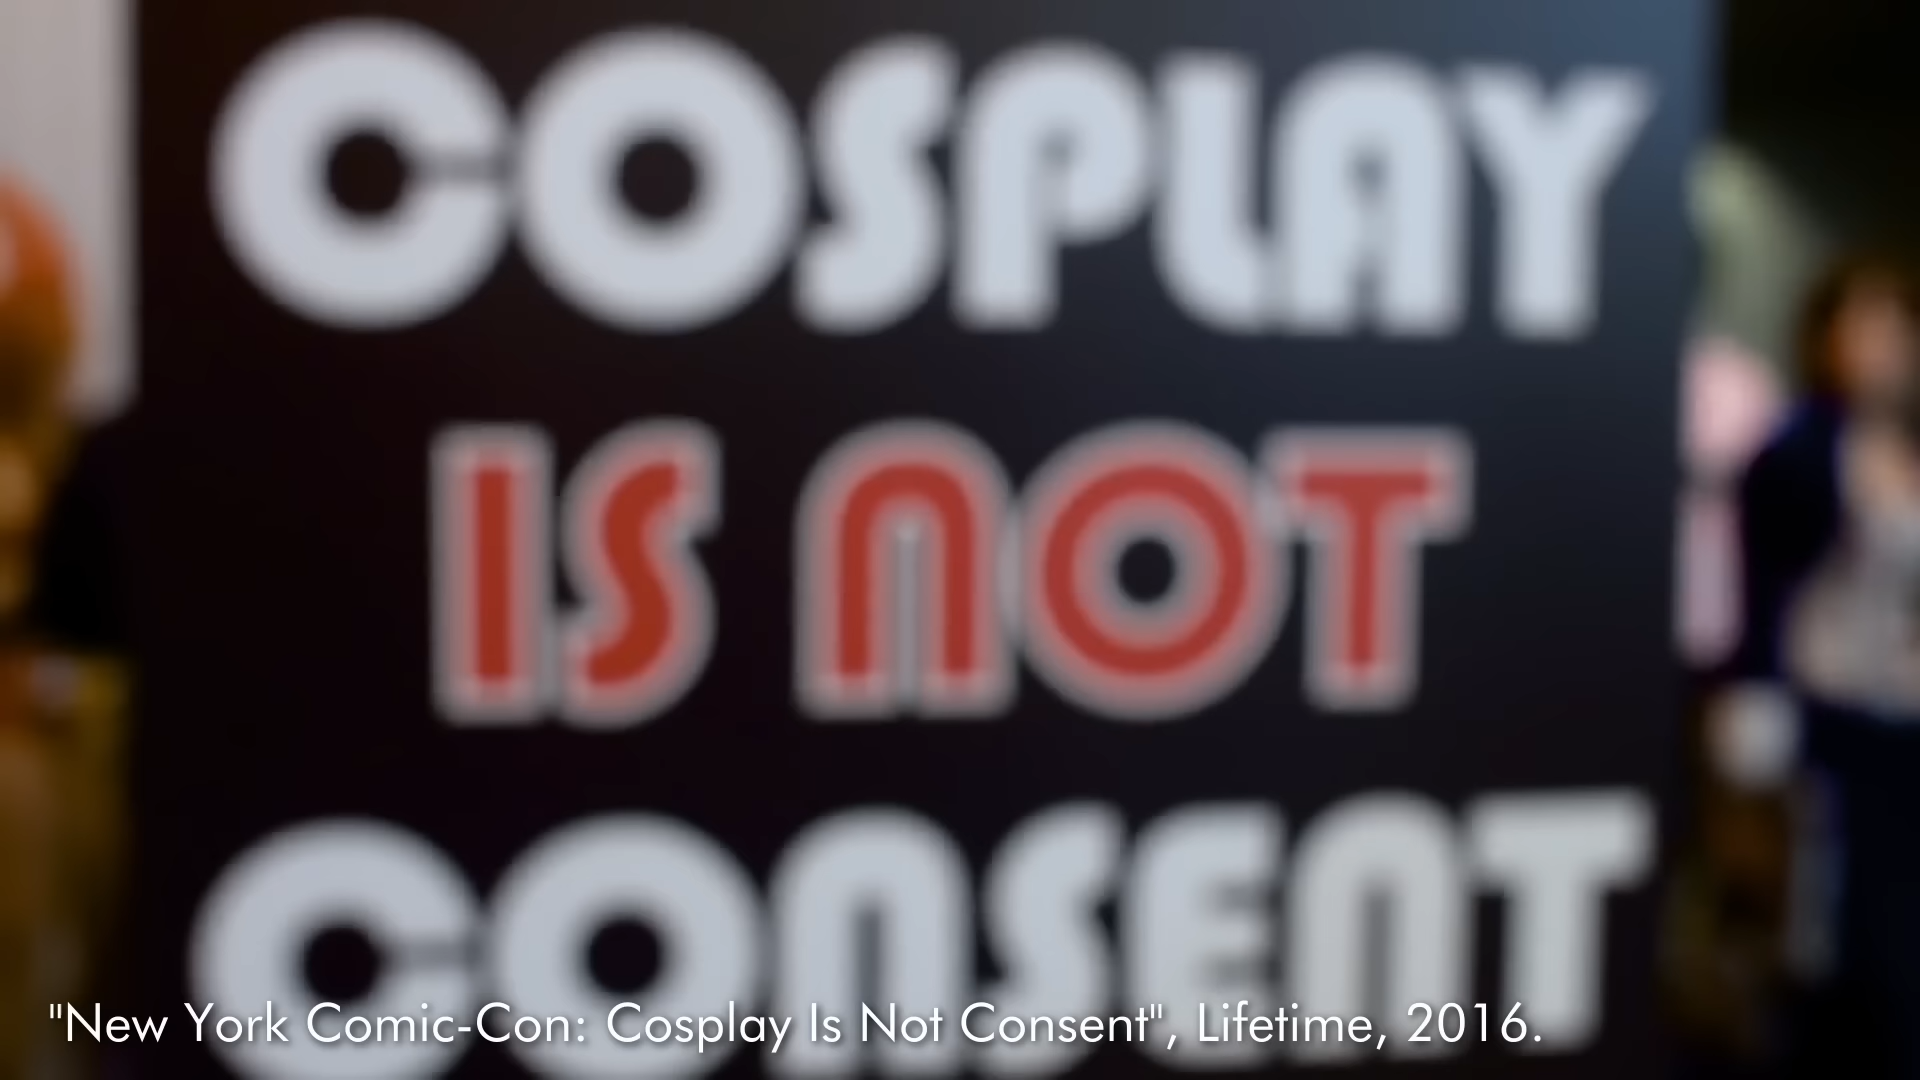 COSPLAY
IS NOT
CONSENT
"New York Comic-Con: Cosplay Is Not Consent", Lifetime, 2016.